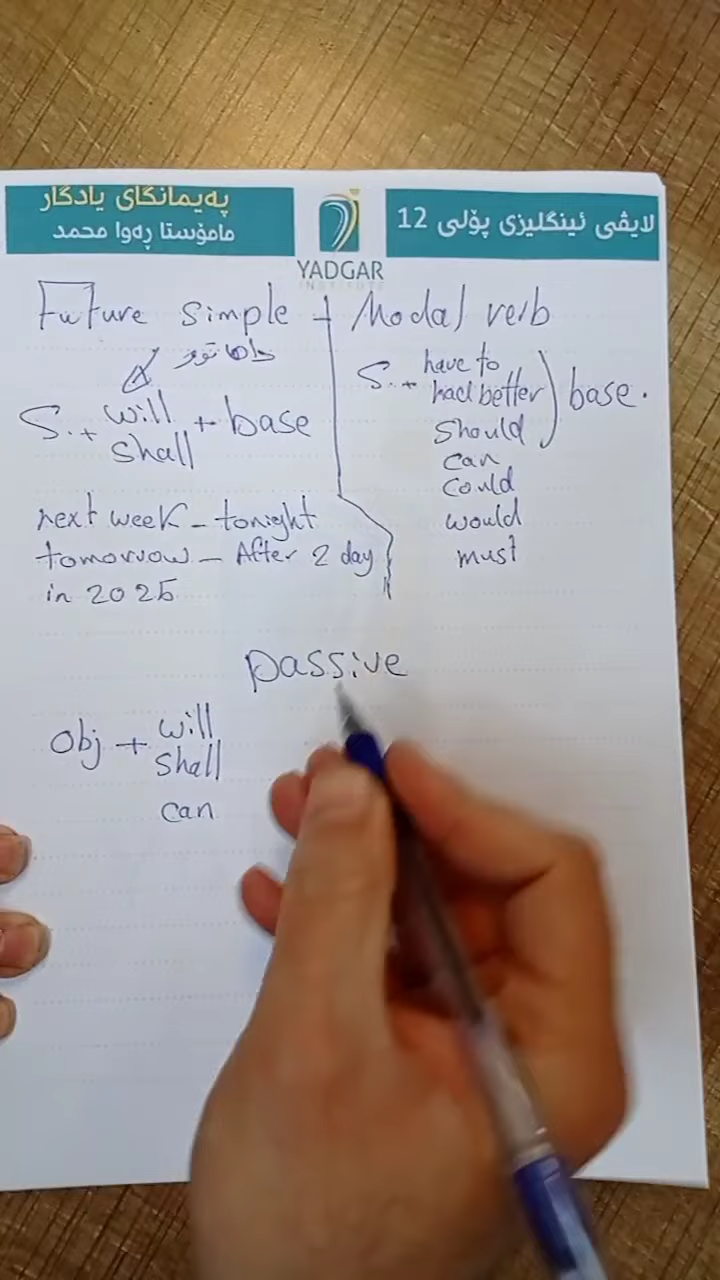 پەیمانگای یادگار
مامۆستا ڕەوا محمد
لایڤی ئینگلیزی پۆلی 12
YADGAR
INSTITUTE
Future simple + Modal verb
داهاتوو
S. + will + base
shall
next week - tonight
tomorrow - After 2 day
in 2025
S. + have to
had better
should
can
could
would
must
base.
passive
obj + will
shall
can